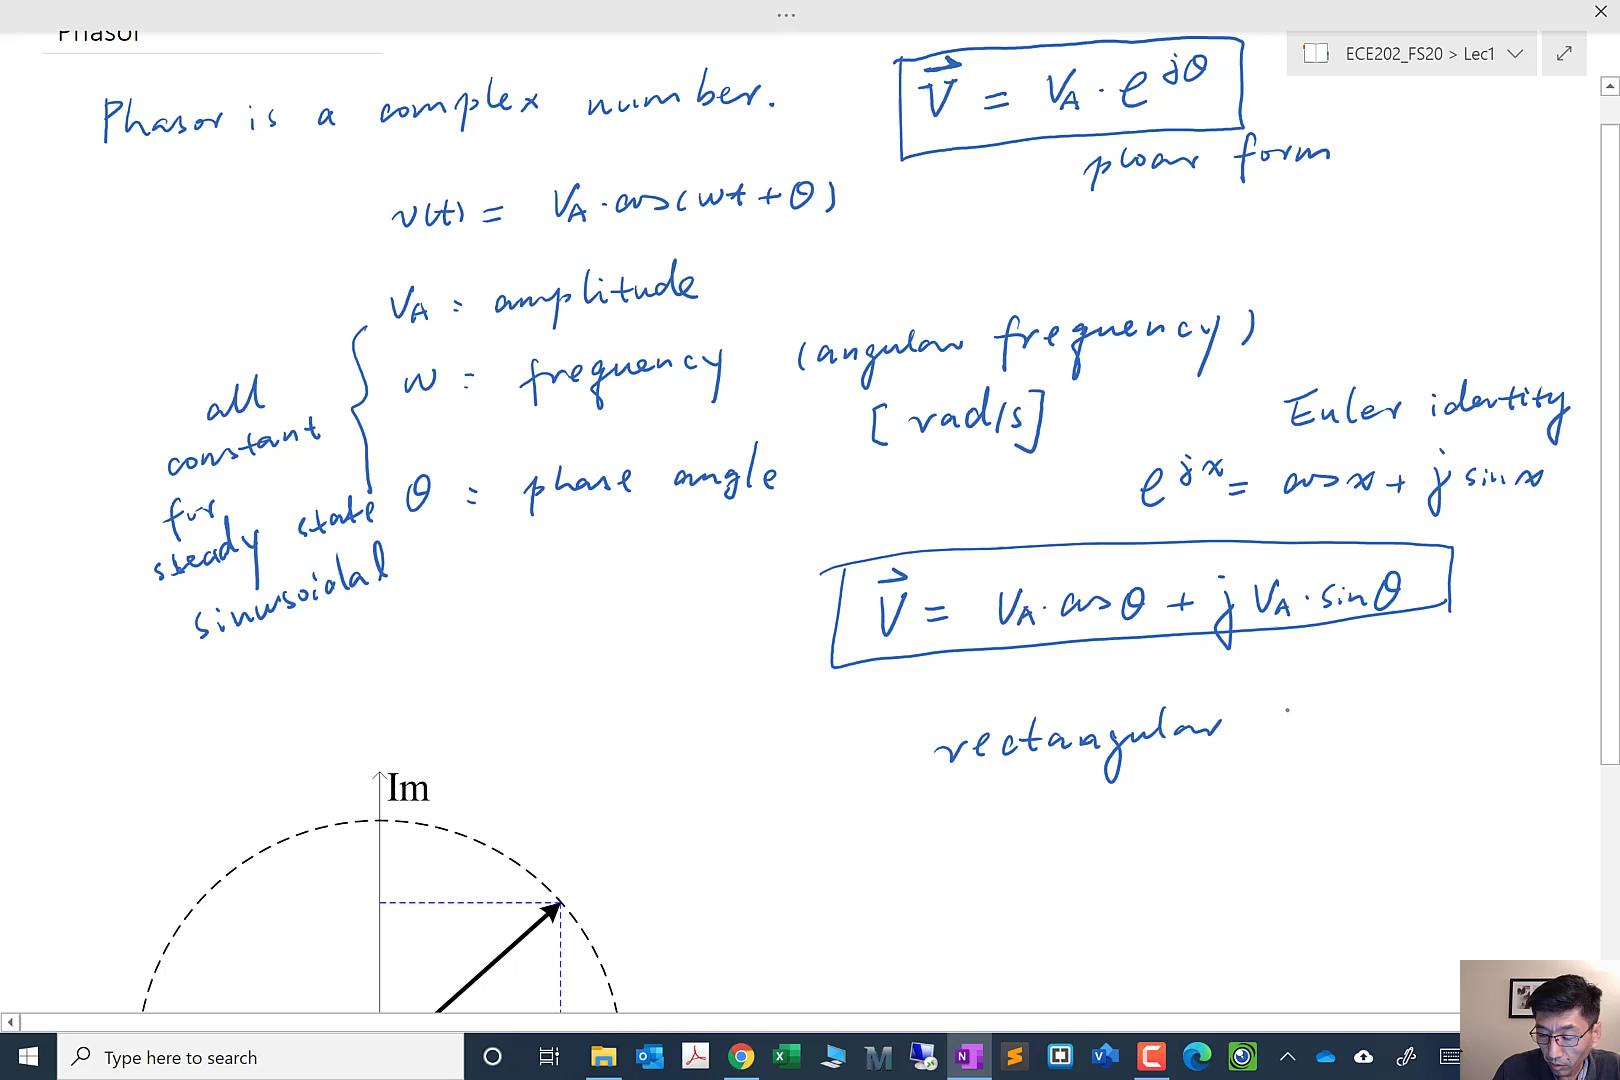 Phasor
ECE202_FS20 > Lec1
Phasor is a complex number.
V⃗ = V_A · e^{jθ}
ploar form
v(t) = V_A · cos(wt + θ)
V_A : amplitude
w : frequency (angular frequency)
[rad/s]
θ : phase angle
all
constant
for
steady state
sinusoidal
Euler identity
e^{jx} = cos x + j sin x
V⃗ = V_A · cos θ + j V_A · sin θ
rectangular
Im
Type here to search